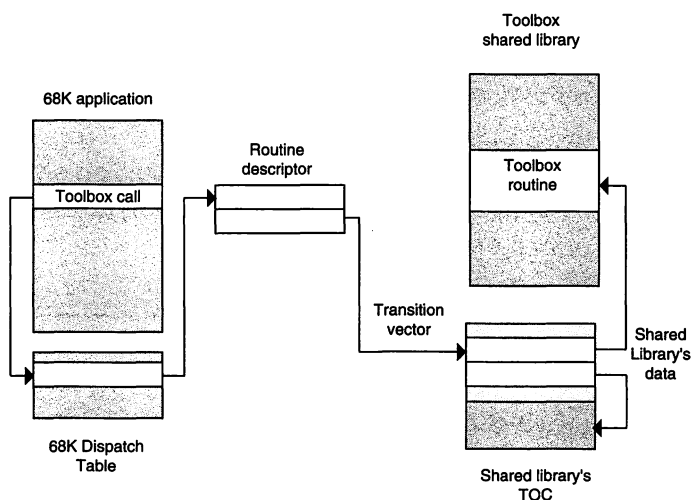 Toolbox
shared library
68K application
Toolbox call
Routine
descriptor
Toolbox
routine
Transition
vector
Shared
Library's
data
68K Dispatch
Table
Shared library's
TOC